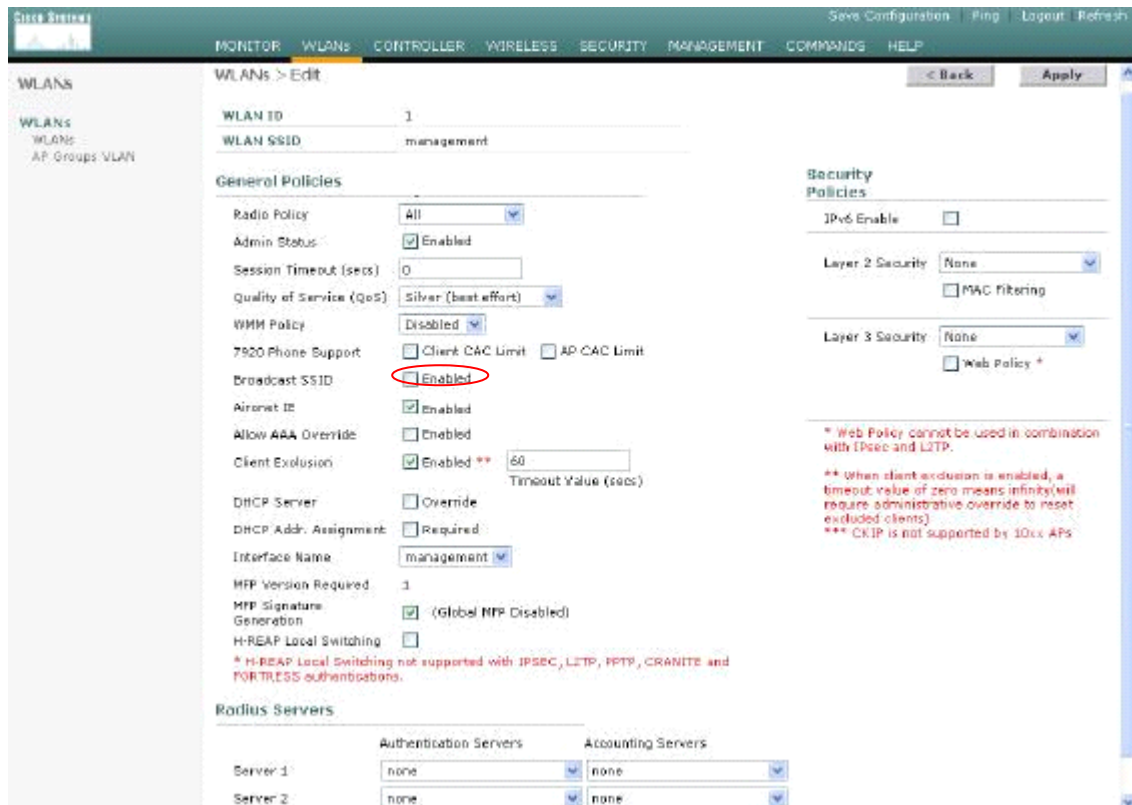 Cisco Systems
Save Configuration | Ping | Logout | Refresh
MONITOR WLANs CONTROLLER WIRELESS SECURITY MANAGEMENT COMMANDS HELP
WLANs
WLANs
WLANs
AP Groups VLAN
WLANs > Edit
< Back
Apply
WLAN ID 1
WLAN SSID management
General Policies
Radio Policy All
Admin Status Enabled
Session Timeout (secs) 0
Quality of Service (QoS) Silver (best effort)
WMM Policy Disabled
7920 Phone Support Client CAC Limit AP CAC Limit
Broadcast SSID Enabled
Aironet IE Enabled
Allow AAA Override Enabled
Client Exclusion Enabled ** 60
Timeout Value (secs)
DHCP Server Override
DHCP Addr. Assignment Required
Interface Name management
MFP Version Required 1
MFP Signature
Generation (Global MFP Disabled)
H-REAP Local Switching
* H-REAP Local Switching not supported with IPSEC, L2TP, PPTP, CRANITE and
FORTRESS authentications.
Security
Policies
IPv6 Enable
Layer 2 Security None
MAC Filtering
Layer 3 Security None
Web Policy *
* Web Policy cannot be used in combination
with IPsec and L2TP.
** When client exclusion is enabled, a
timeout value of zero means infinity(will
require administrative override to reset
excluded clients)
*** CKIP is not supported by 10xx APs
Radius Servers
Authentication Servers Accounting Servers
Server 1 none none
Server 2 none none